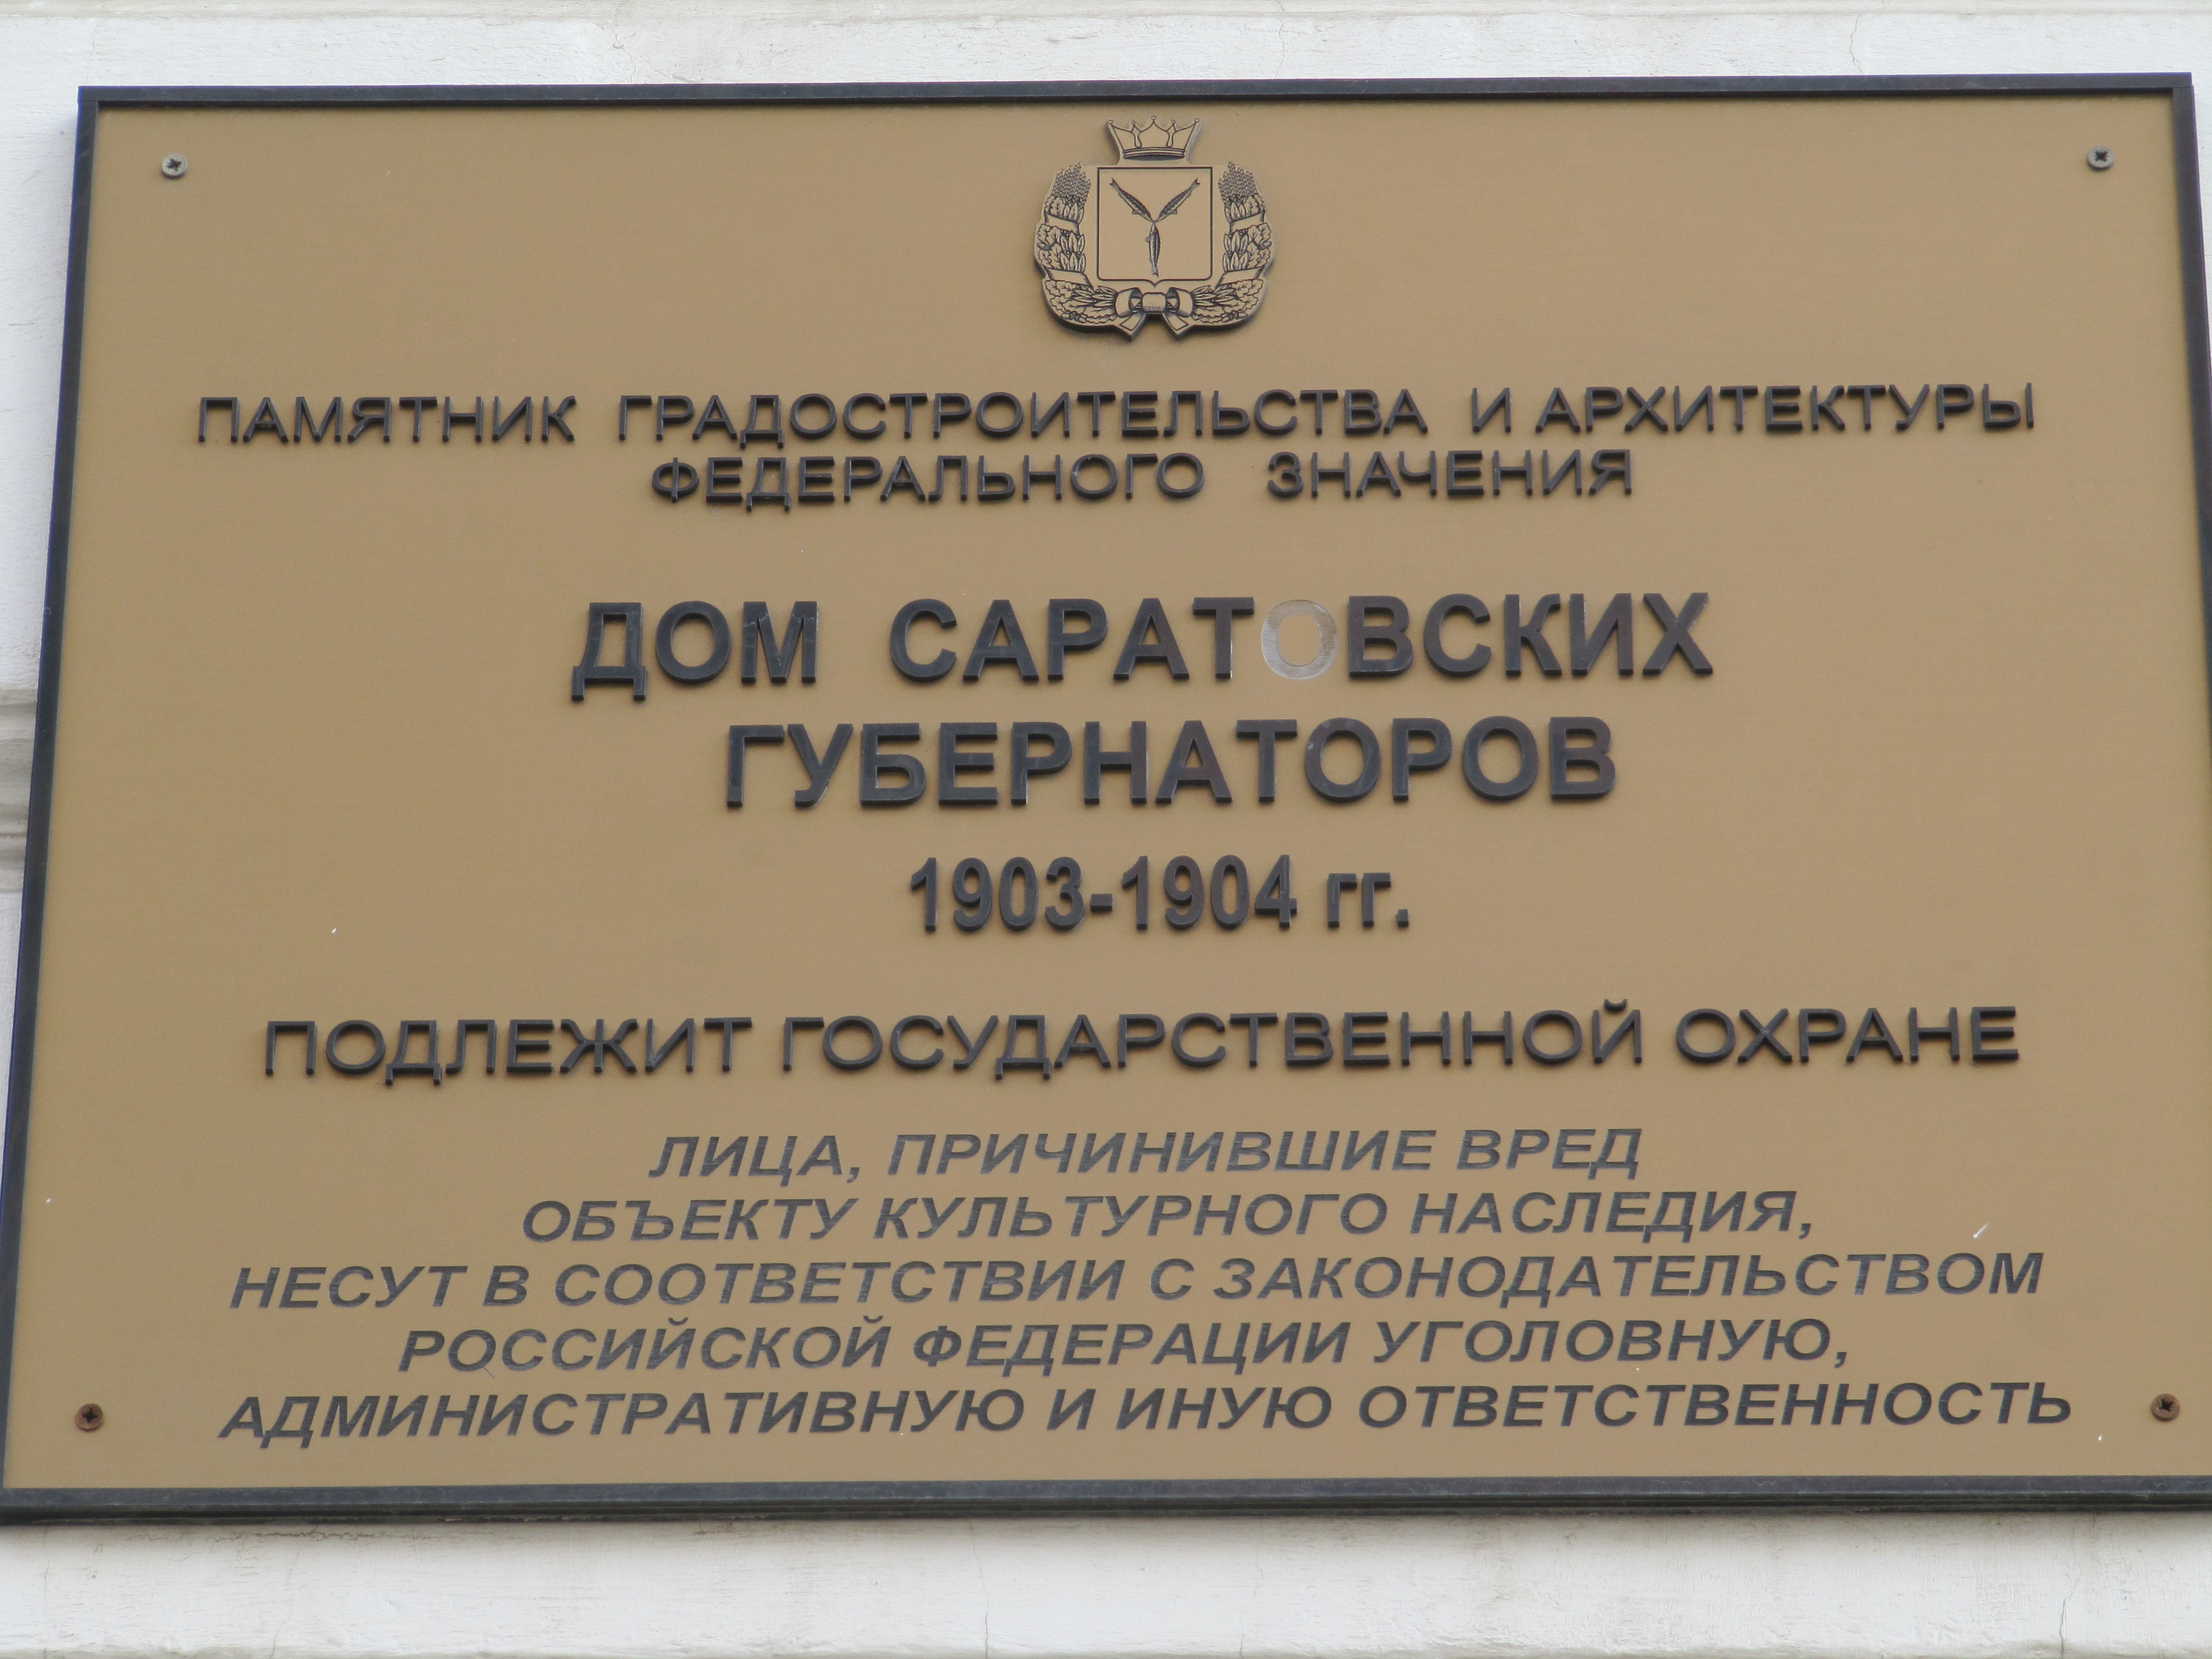 ПАМЯТНИК ГРАДОСТРОИТЕЛЬСТВА И АРХИТЕКТУРЫ
ФЕДЕРАЛЬНОГО ЗНАЧЕНИЯ
ДОМ САРАТОВСКИХ
ГУБЕРНАТОРОВ
1903-1904 гг.
ПОДЛЕЖИТ ГОСУДАРСТВЕННОЙ ОХРАНЕ
ЛИЦА, ПРИЧИНИВШИЕ ВРЕД
ОБЪЕКТУ КУЛЬТУРНОГО НАСЛЕДИЯ,
НЕСУТ В СООТВЕТСТВИИ С ЗАКОНОДАТЕЛЬСТВОМ
РОССИЙСКОЙ ФЕДЕРАЦИИ УГОЛОВНУЮ,
АДМИНИСТРАТИВНУЮ И ИНУЮ ОТВЕТСТВЕННОСТЬ